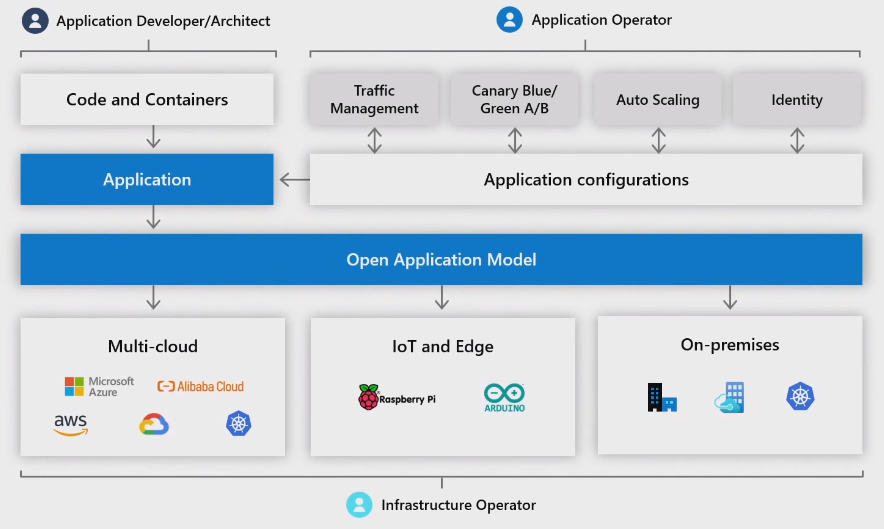 Application Developer/Architect
Application Operator
Code and Containers
Traffic
Management
Canary Blue/
Green A/B
Auto Scaling
Identity
Application
Application configurations
Open Application Model
Multi-cloud
Microsoft
Azure
Alibaba Cloud
aws
IoT and Edge
Raspberry Pi
ARDUINO
On-premises
Infrastructure Operator